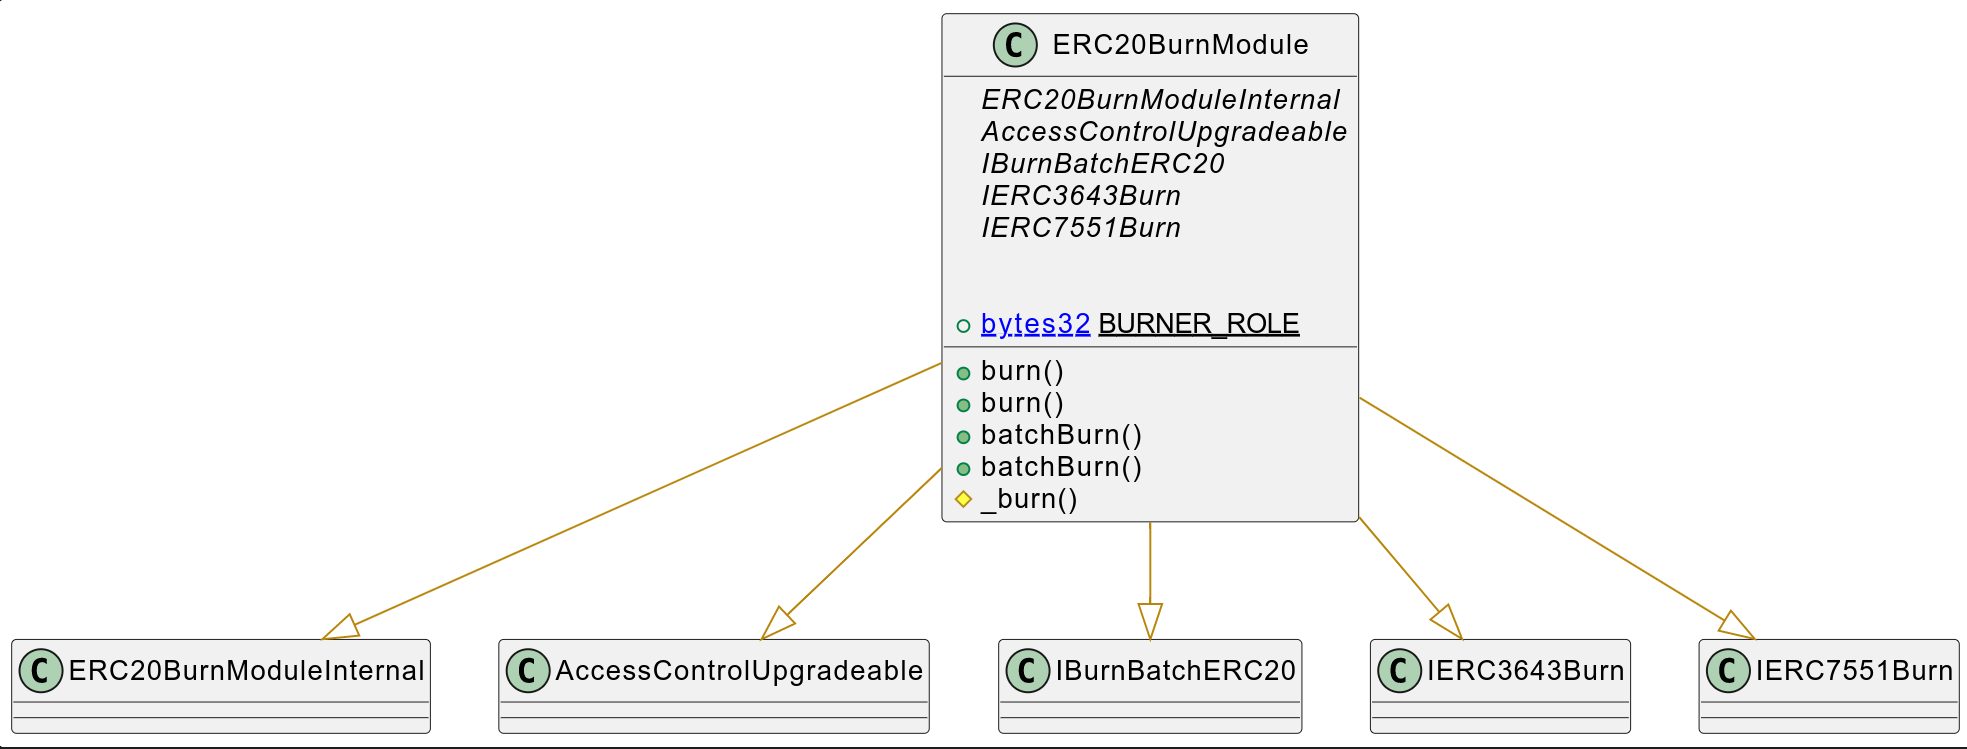 C ERC20BurnModule
ERC20BurnModuleInternal
AccessControlUpgradeable
IBurnBatchERC20
IERC3643Burn
IERC7551Burn
bytes32 BURNER_ROLE
burn()
burn()
batchBurn()
batchBurn()
_burn()
C ERC20BurnModuleInternal
C AccessControlUpgradeable
C IBurnBatchERC20
C IERC3643Burn
C IERC7551Burn